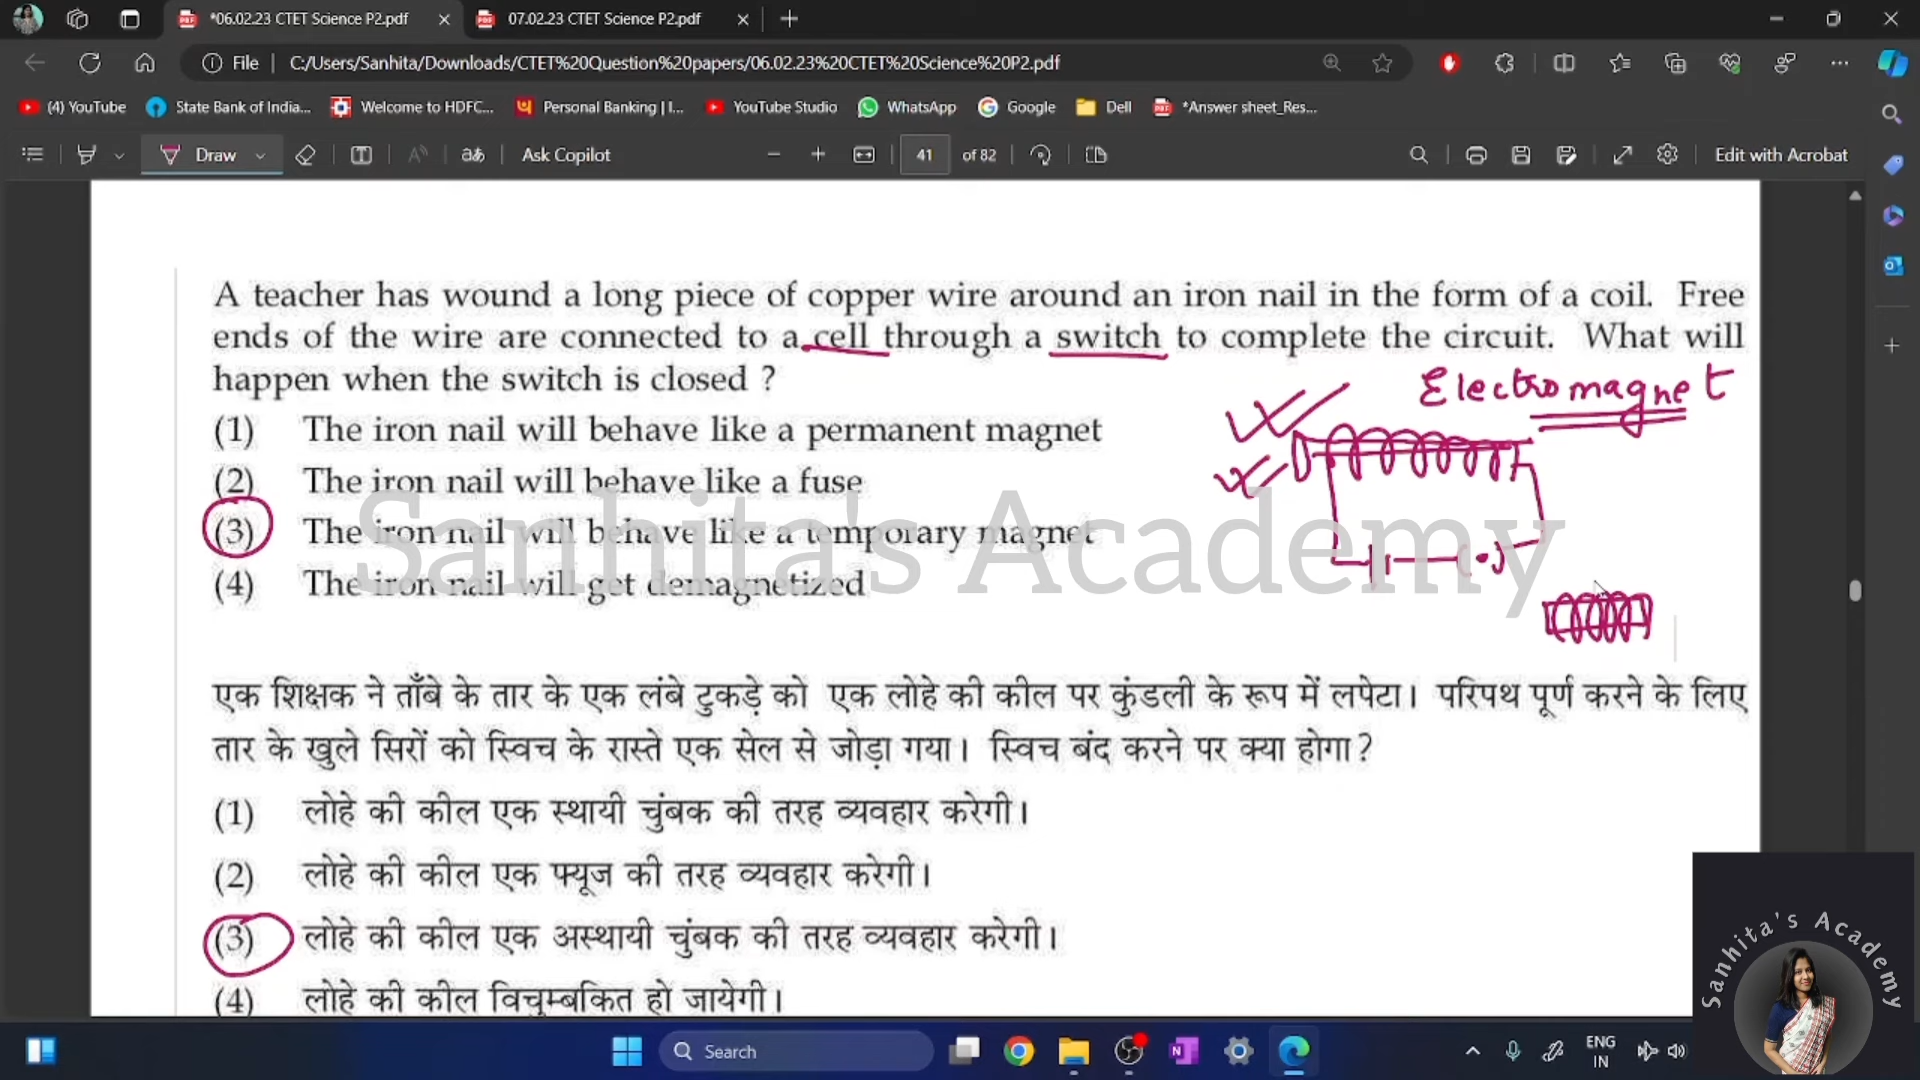 *06.02.23 CTET Science P2.pdf
07.02.23 CTET Science P2.pdf
File
C:/Users/Sanhita/Downloads/CTET%20Question%20papers/06.02.23%20CTET%20Science%20P2.pdf
(4) YouTube
State Bank of India...
Welcome to HDFC...
Personal Banking | I...
YouTube Studio
WhatsApp
Google
Dell
*Answer sheet_Res...
Draw
Ask Copilot
41 of 82
Edit with Acrobat
A teacher has wound a long piece of copper wire around an iron nail in the form of a coil. Free
ends of the wire are connected to a cell through a switch to complete the circuit. What will
happen when the switch is closed ?
Electromagnet
(1) The iron nail will behave like a permanent magnet
(2) The iron nail will behave like a fuse
(3) The iron nail will behave like a temporary magnet
(4) The iron nail will get demagnetized
Sanhita's Academy
एक शिक्षक ने ताँबे के तार के एक लंबे टुकड़े को एक लोहे की कील पर कुंडली के रूप में लपेटा। परिपथ पूर्ण करने के लिए
तार के खुले सिरों को स्विच के रास्ते एक सेल से जोड़ा गया। स्विच बंद करने पर क्या होगा?
(1) लोहे की कील एक स्थायी चुंबक की तरह व्यवहार करेगी।
(2) लोहे की कील एक फ्यूज की तरह व्यवहार करेगी।
(3) लोहे की कील एक अस्थायी चुंबक की तरह व्यवहार करेगी।
(4) लोहे की कील विचुम्बकित हो जायेगी।
Sanhita's Academy
Search
ENG
IN